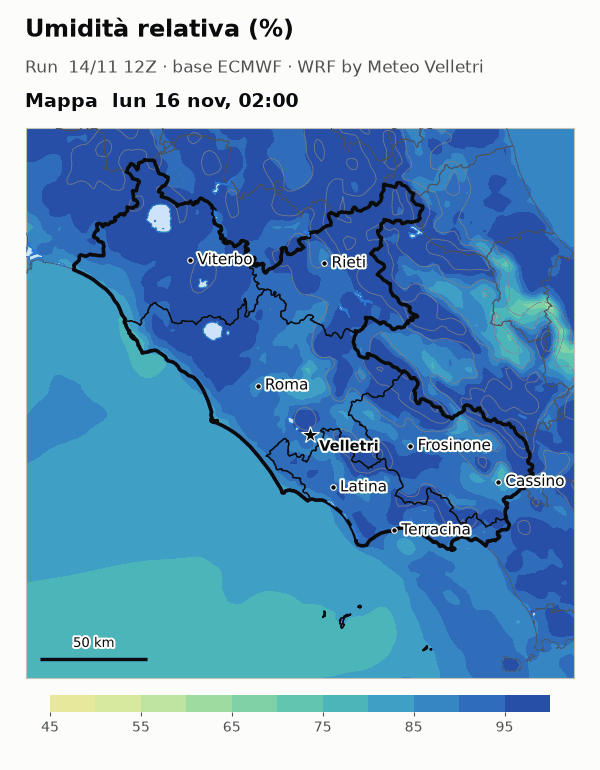 Umidità relativa (%)
Run 14/11 12Z · base ECMWF · WRF by Meteo Velletri
Mappa lun 16 nov, 02:00
Viterbo
Rieti
Roma
Velletri
Frosinone
Latina
Cassino
Terracina
50 km
45 55 65 75 85 95